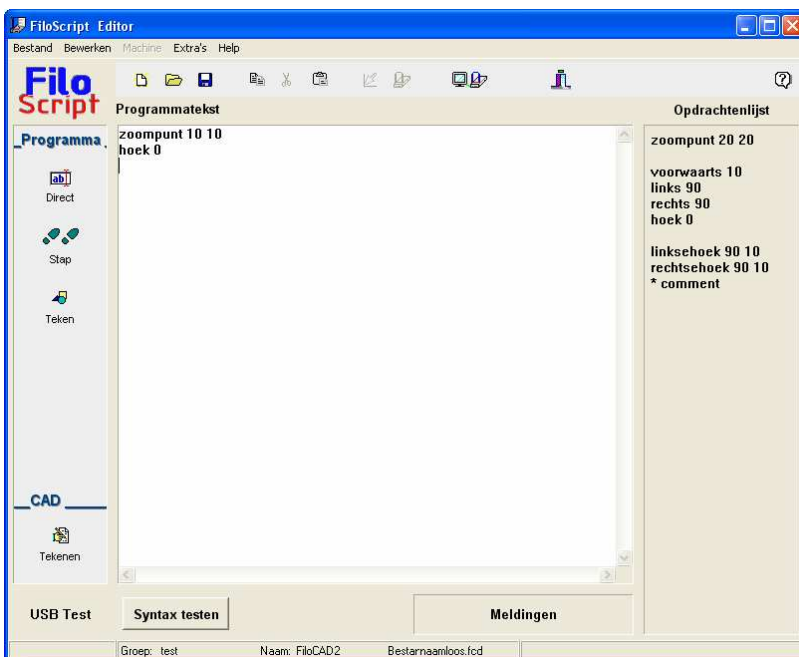 FiloScript Editor
Bestand Bewerken Machine Extra's Help
Filo
Script
Programmatekst
Opdrachtenlijst
_Programma_
Direct
Stap
Teken
__CAD____
Tekenen
zoompunt 10 10
hoek 0
zoompunt 20 20
voorwaarts 10
links 90
rechts 90
hoek 0
linksehoek 90 10
rechtsehoek 90 10
* comment
USB Test
Syntax testen
Meldingen
Groep: test Naam: FiloCAD2 Bestarnaamloos.fcd